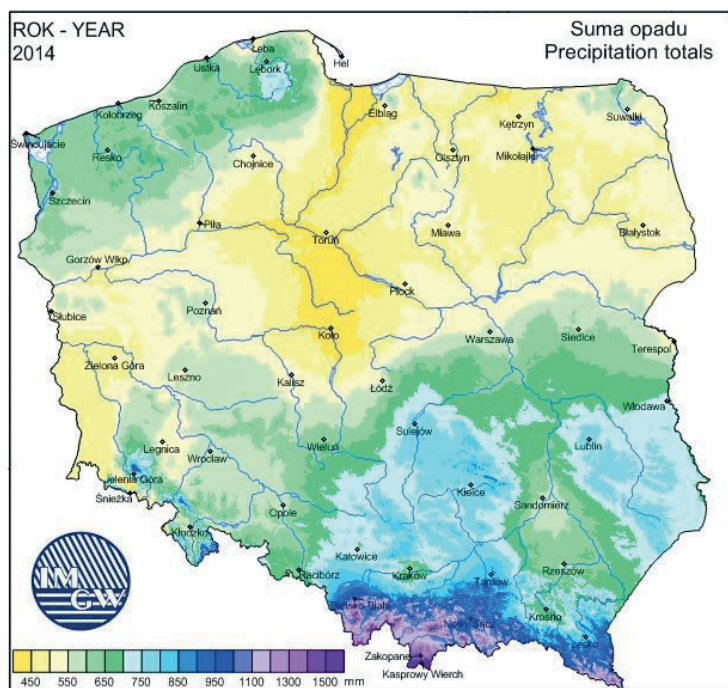 ROK - YEAR
2014
Suma opadu
Precipitation totals
Łeba
Hel
Ustka
Lębork
Koszalin
Kołobrzeg
Elbląg
Kętrzyn
Suwałki
Świnoujście
Resko
Chojnice
Olsztyn
Mikołajki
Szczecin
Piła
Toruń
Mława
Białystok
Gorzów Wlkp.
Płock
Słubice
Poznań
Koło
Warszawa
Siedlce
Terespol
Zielona Góra
Leszno
Kalisz
Łódź
Włodawa
Sulejów
Legnica
Wrocław
Wieluń
Lublin
Jelenia Góra
Śnieżka
Kielce
Opole
Sandomierz
Kłodzko
Katowice
Racibórz
Kraków
Tarnów
Rzeszów
Bielsko-Biała
Nowy Sącz
Krosno
Lesko
Zakopane
Kasprowy Wierch
IM
GW
450 550 650 750 850 950 1100 1300 1500 mm